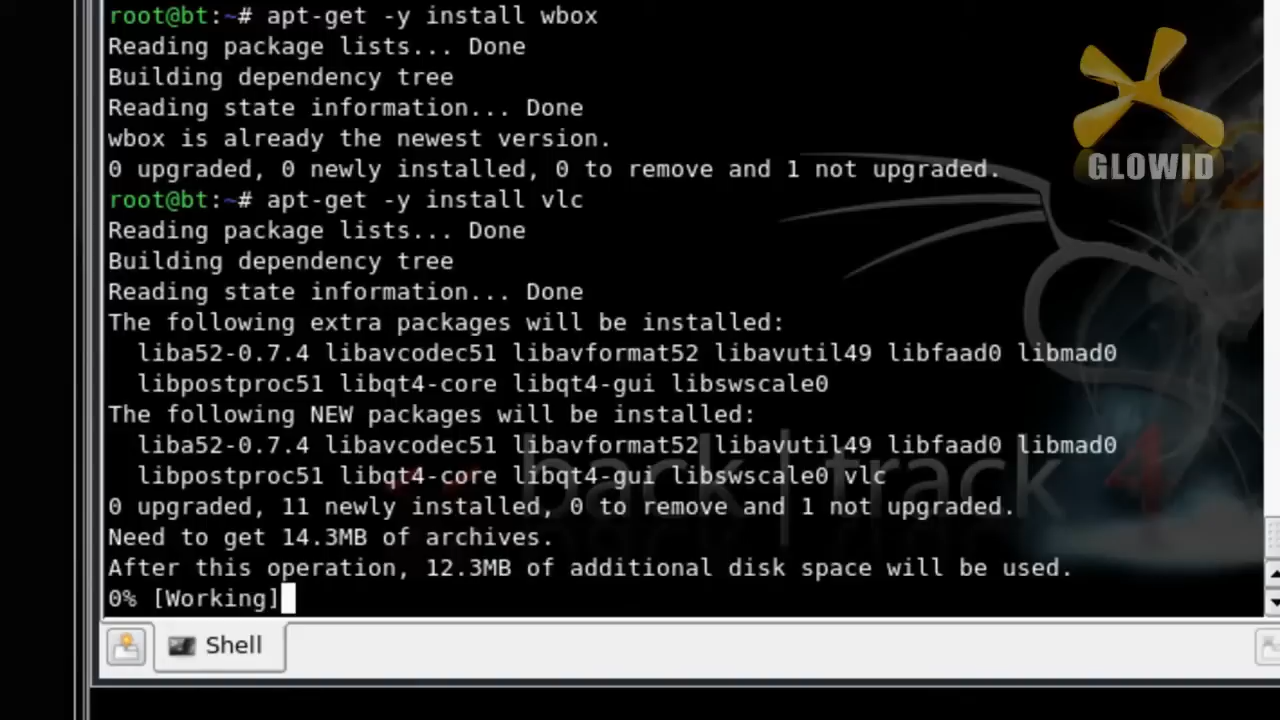 root@bt:~# apt-get -y install wbox
Reading package lists... Done
Building dependency tree
Reading state information... Done
wbox is already the newest version.
0 upgraded, 0 newly installed, 0 to remove and 1 not upgraded.
root@bt:~# apt-get -y install vlc
Reading package lists... Done
Building dependency tree
Reading state information... Done
The following extra packages will be installed:
  liba52-0.7.4 libavcodec51 libavformat52 libavutil49 libfaad0 libmad0
  libpostproc51 libqt4-core libqt4-gui libswscale0
The following NEW packages will be installed:
  liba52-0.7.4 libavcodec51 libavformat52 libavutil49 libfaad0 libmad0
  libpostproc51 libqt4-core libqt4-gui libswscale0 vlc
0 upgraded, 11 newly installed, 0 to remove and 1 not upgraded.
Need to get 14.3MB of archives.
After this operation, 12.3MB of additional disk space will be used.
0% [Working]
Shell
GLOWID
back|track 4